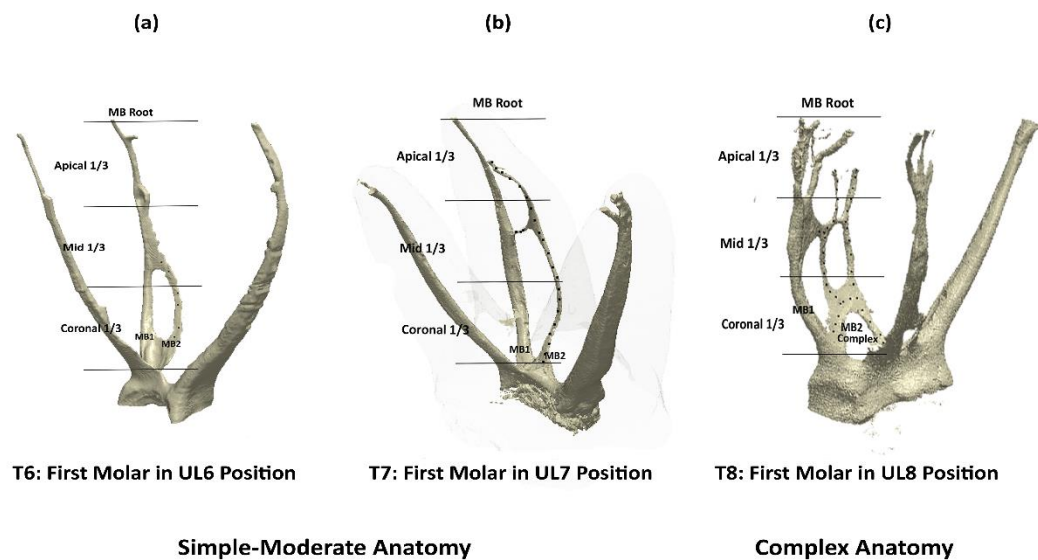 (a)
MB Root
Apical 1/3
Mid 1/3
Coronal 1/3
MB1
MB2
T6: First Molar in UL6 Position
(b)
MB Root
Apical 1/3
Mid 1/3
Coronal 1/3
MB1
MB2
T7: First Molar in UL7 Position
(c)
MB Root
Apical 1/3
Mid 1/3
Coronal 1/3
MB1
MB2
Complex
T8: First Molar in UL8 Position
Simple-Moderate Anatomy
Complex Anatomy